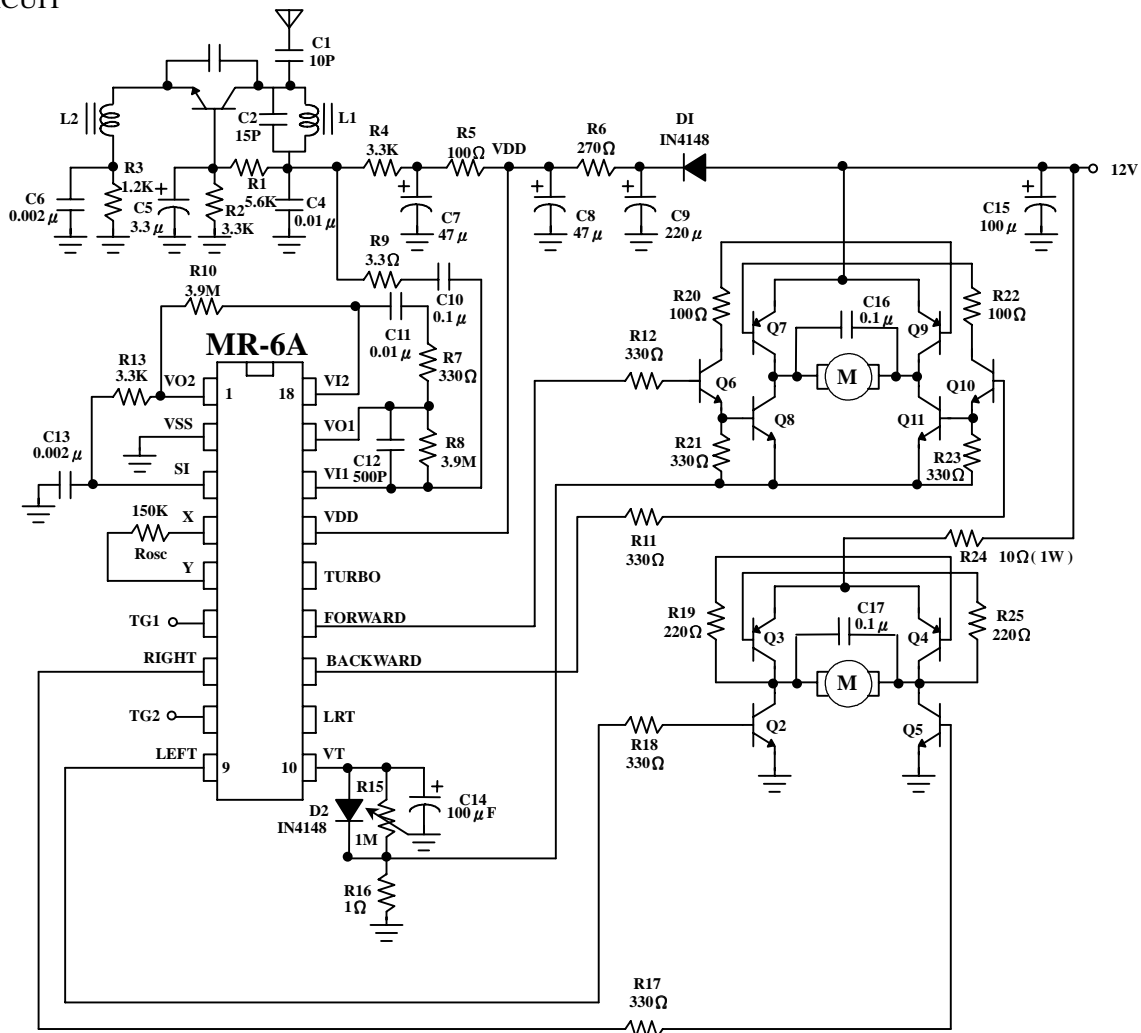 C1
10P
L2
C2
15P
L1
R4
3.3K
R5
100Ω
VDD
R6
270Ω
DI
IN4148
12V
C6
0.002μ
R3
1.2K
C5
3.3μ
R2
3.3K
R1
5.6K
C4
0.01μ
C7
47μ
C8
47μ
C9
220μ
C15
100μ
R9
3.3Ω
C10
0.1μ
R10
3.9M
C11
0.01μ
R7
330Ω
R13
3.3K
MR-6A
VO2
1
18
VI2
VSS
VO1
C13
0.002μ
SI
VI1
C12
500P
R8
3.9M
150K
X
VDD
Rosc
Y
TURBO
TG1
FORWARD
RIGHT
BACKWARD
TG2
LRT
LEFT
9
10
VT
R15
D2
IN4148
1M
C14
100μF
R16
1Ω
R20
100Ω
Q7
C16
0.1μ
Q9
R22
100Ω
R12
330Ω
Q6
M
Q10
Q8
Q11
R21
330Ω
R23
330Ω
R11
330Ω
R24
10Ω(1W)
R19
220Ω
Q3
C17
0.1μ
Q4
R25
220Ω
M
Q2
Q5
R18
330Ω
R17
330Ω